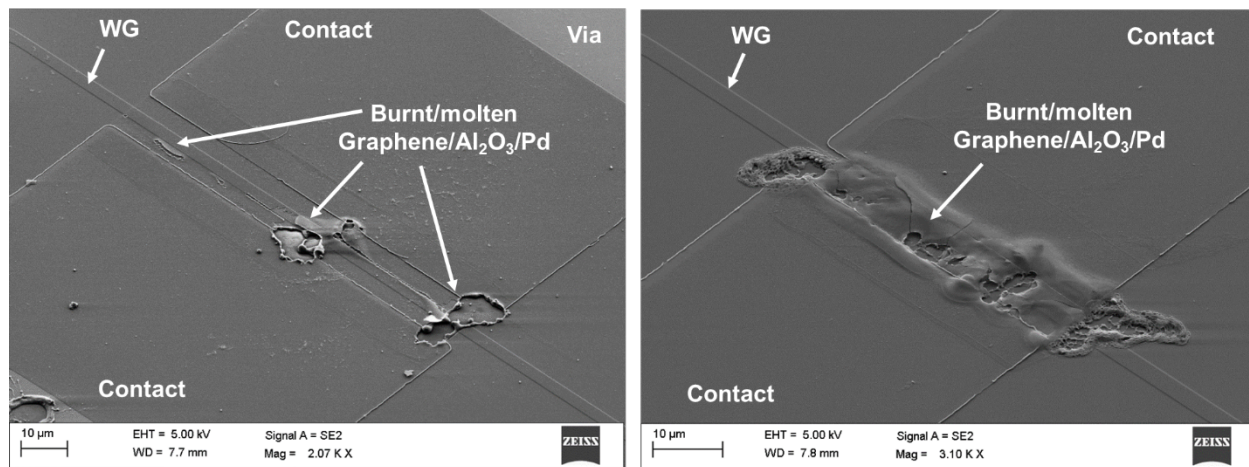 WG
Contact
Via
Burnt/molten
Graphene/Al₂O₃/Pd
Contact
10 µm
EHT = 5.00 kV
WD = 7.7 mm
Signal A = SE2
Mag = 2.07 K X
ZEISS
WG
Contact
Burnt/molten
Graphene/Al₂O₃/Pd
Contact
10 µm
EHT = 5.00 kV
WD = 7.8 mm
Signal A = SE2
Mag = 3.10 K X
ZEISS